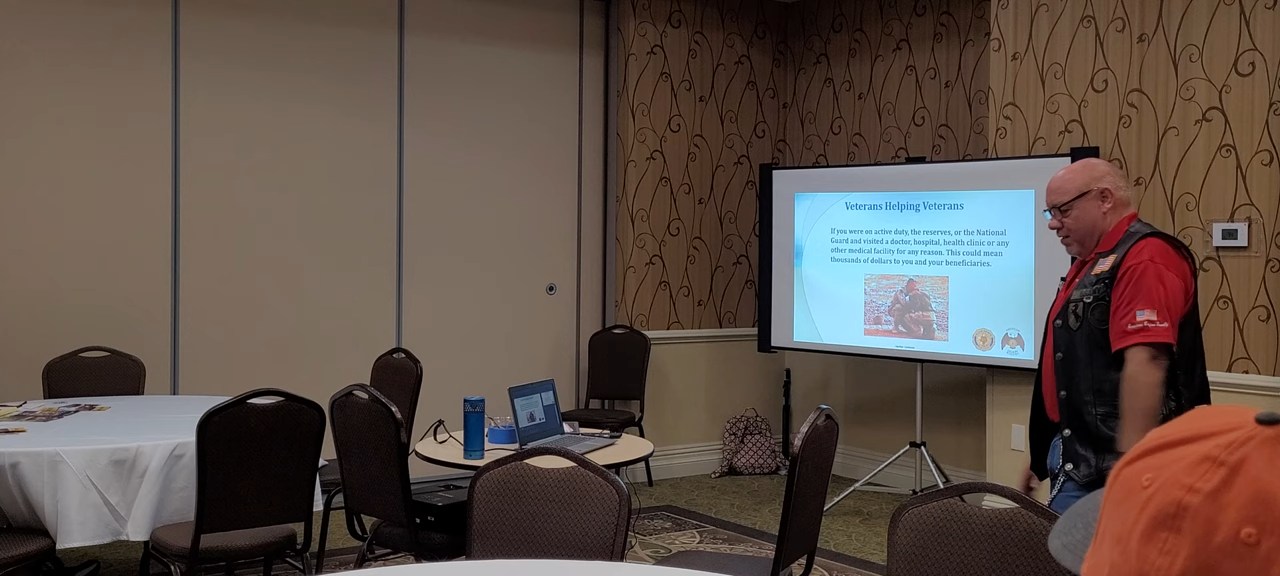 Veterans Helping Veterans
If you were on active duty, the reserves, or the National
Guard and visited a doctor, hospital, health clinic or any
other medical facility for any reason. This could mean
thousands of dollars to you and your beneficiaries.